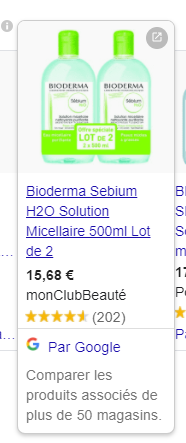 BIODERMA
BIODERMA
Sébium
Sébium
Offre spéciale
LOT de 2
2 x 500 ml
Bioderma Sebium
H2O Solution
Micellaire 500ml Lot
de 2
15,68 €
monClubBeauté
(202)
G Par Google
Comparer les
produits associés de
plus de 50 magasins.